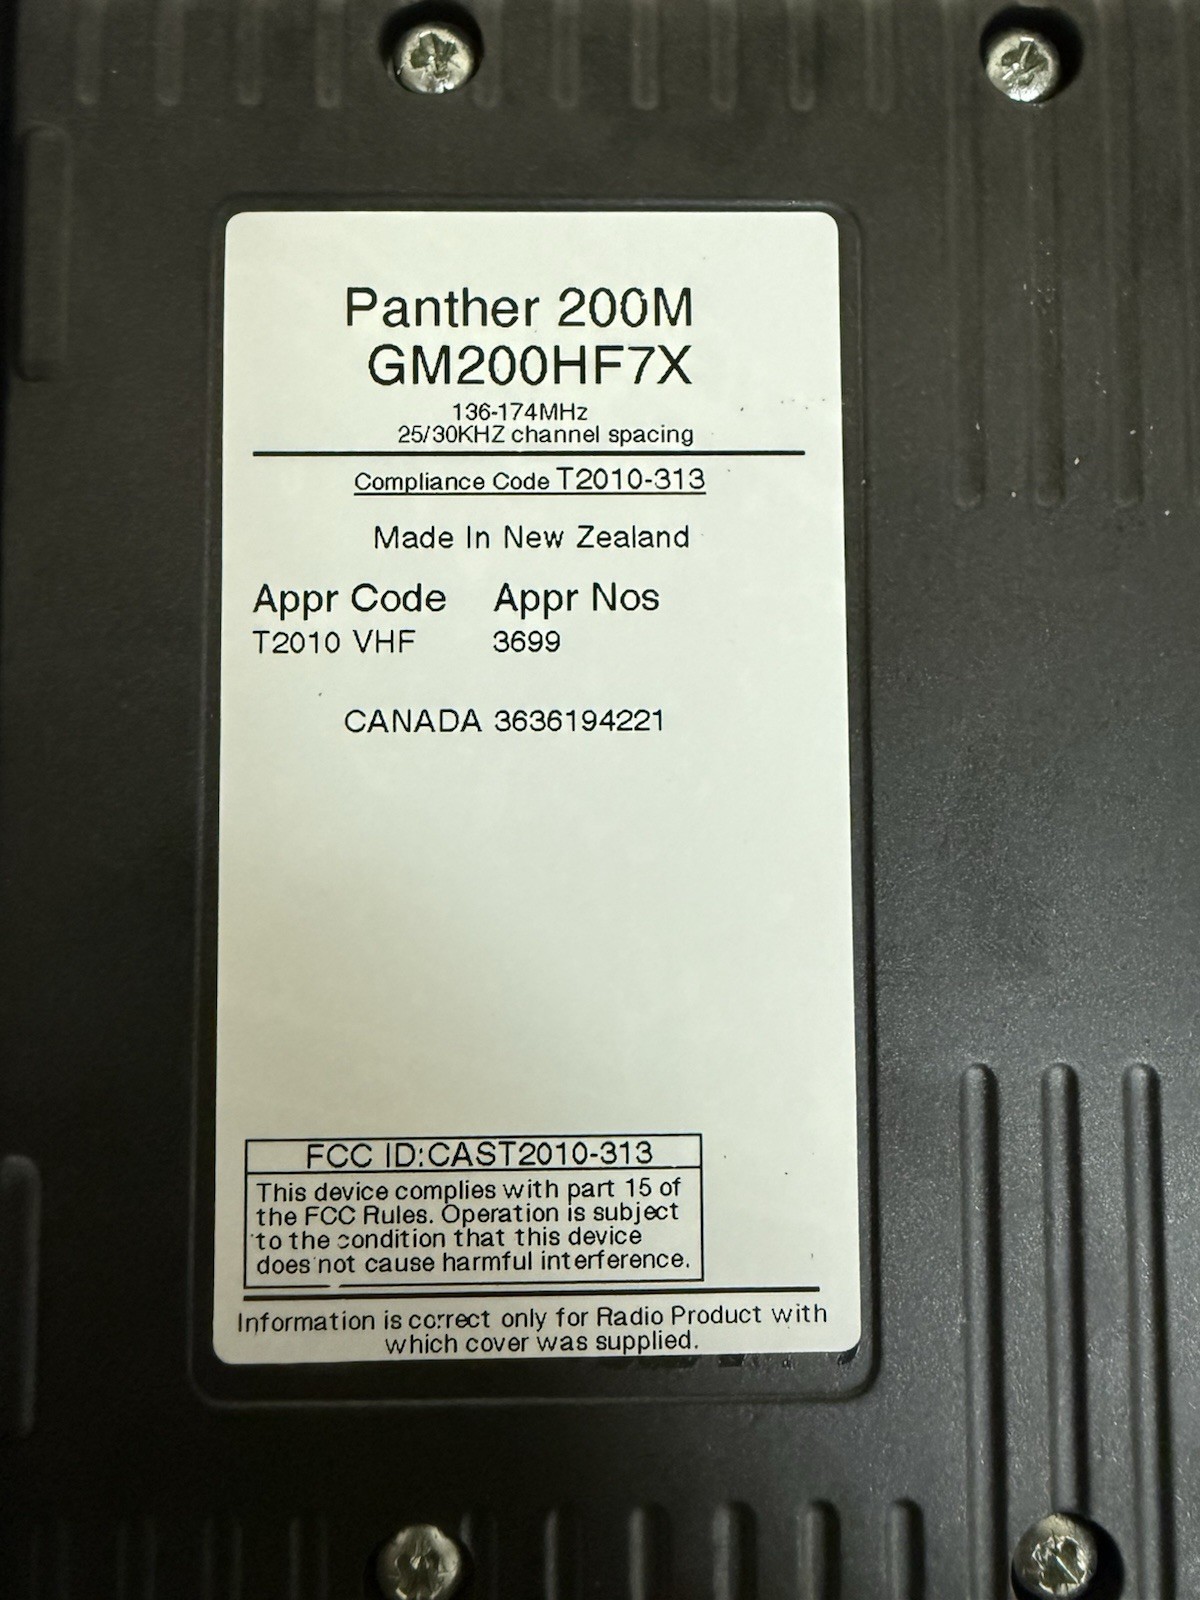 Panther 200M
GM200HF7X
136-174MHz
25/30KHZ channel spacing
Compliance Code T2010-313
Made In New Zealand
Appr Code Appr Nos
T2010 VHF 3699
CANADA 3636194221
FCC ID:CAST2010-313
This device complies with part 15 of
the FCC Rules. Operation is subject
to the condition that this device
does not cause harmful interference.
Information is correct only for Radio Product with
which cover was supplied.